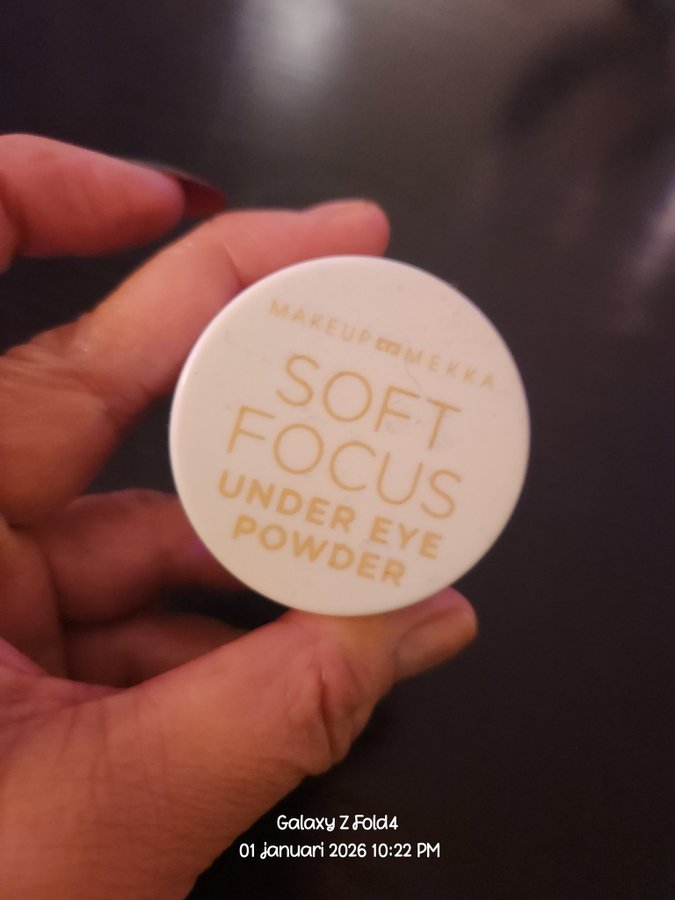 MAKEUP MEKKA
SOFT
FOCUS
UNDER EYE
POWDER
Galaxy Z Fold4
01 januari 2026 10:22 PM